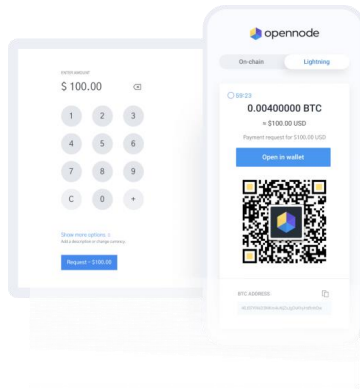 ENTER AMOUNT
$ 100.00
1 2 3
4 5 6
7 8 9
C 0 +
Show more options
Add a description or change currency.
Request • $100.00
opennode
On-chain Lightning
59:23
0.00400000 BTC
≈ $100.00 USD
Payment request for $100.00 USD
Open in wallet
BTC ADDRESS: